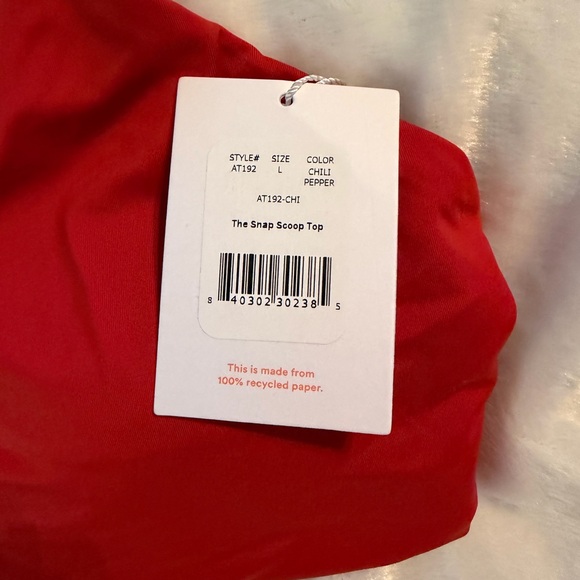 STYLE# SIZE COLOR
AT192 L CHILI
PEPPER
AT192-CHI
The Snap Scoop Top
8 40302 30238 5
This is made from
100% recycled paper.